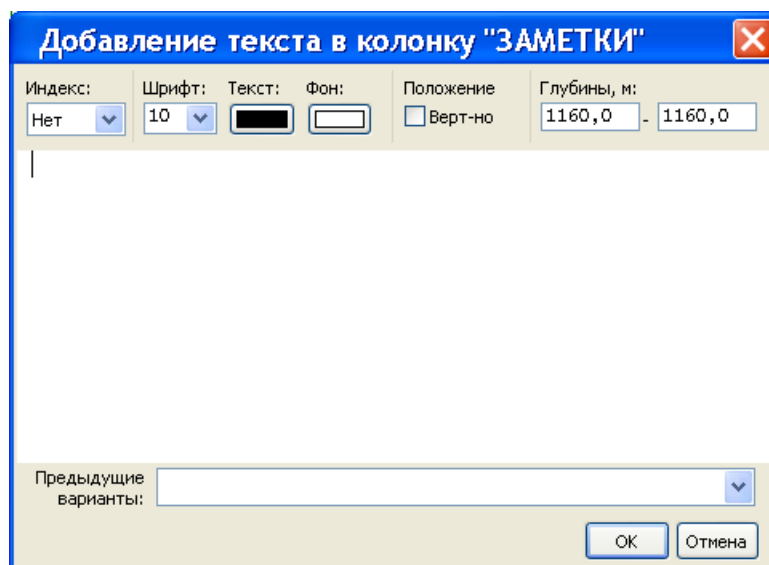 Добавление текста в колонку "ЗАМЕТКИ"
Индекс: Шрифт: Текст: Фон: Положение Глубины, м:
Нет 10 Верт-но 1160,0 - 1160,0
Предыдущие
варианты:
OK Отмена